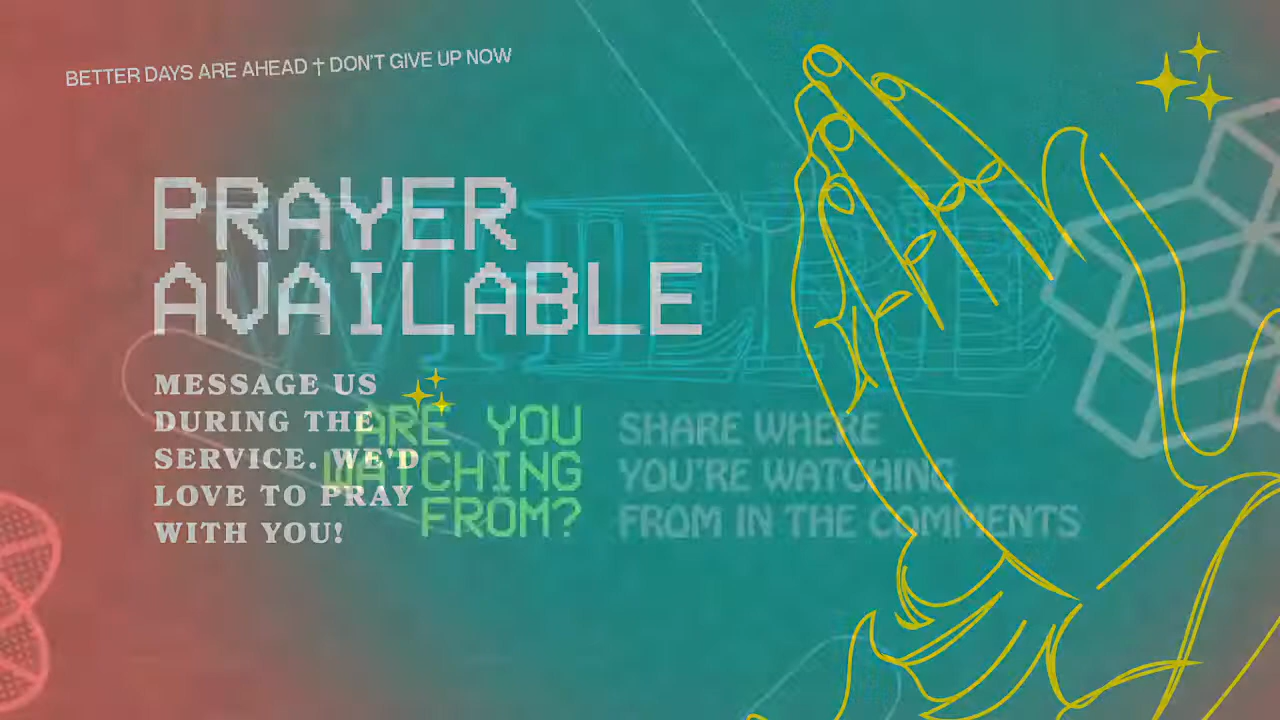 BETTER DAYS ARE AHEAD † DON'T GIVE UP NOW
PRAYER
AVAILABLE
MESSAGE US
DURING THE
SERVICE. WE'D
LOVE TO PRAY
WITH YOU!
WHERE
ARE YOU
WATCHING
FROM?
SHARE WHERE
YOU'RE WATCHING
FROM IN THE COMMENTS